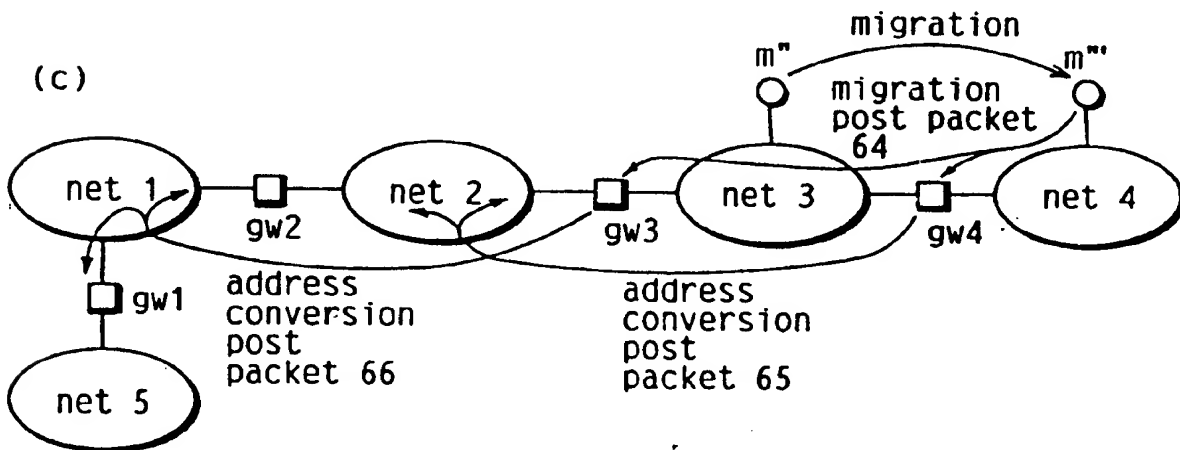 (c)
migration
m"
m"'
migration
post packet
64
net 1
gw2
net 2
gw3
net 3
gw4
net 4
gw1
address
conversion
post
packet 66
address
conversion
post
packet 65
net 5